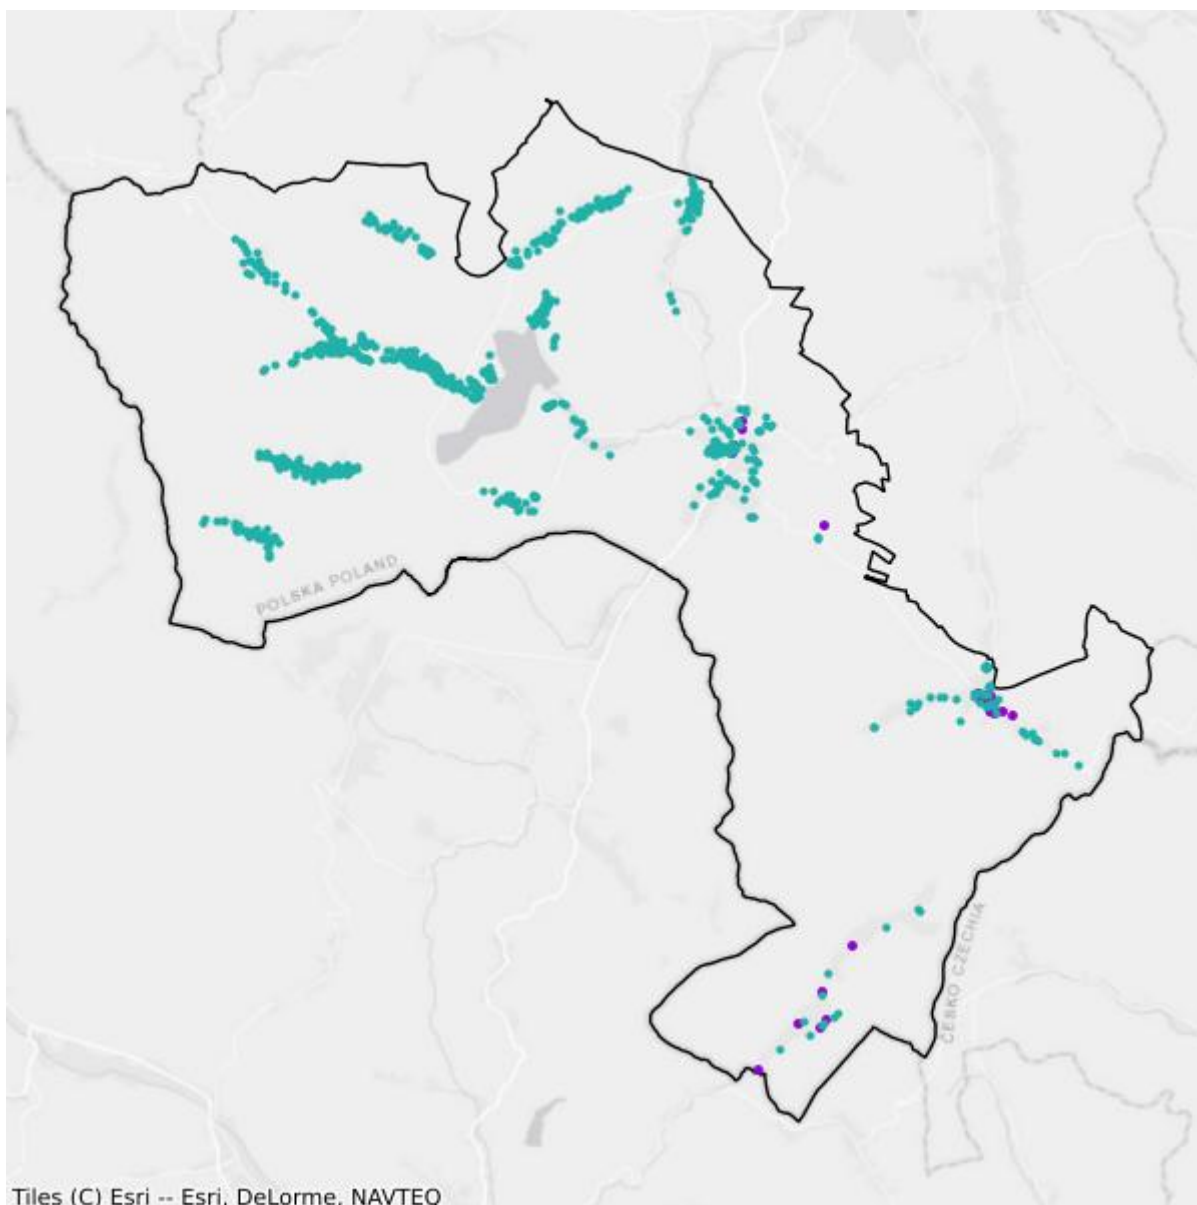 POLSKA POLAND
ČESKO CZECHIA
Tiles (C) Esri -- Esri, DeLorme, NAVTEQ